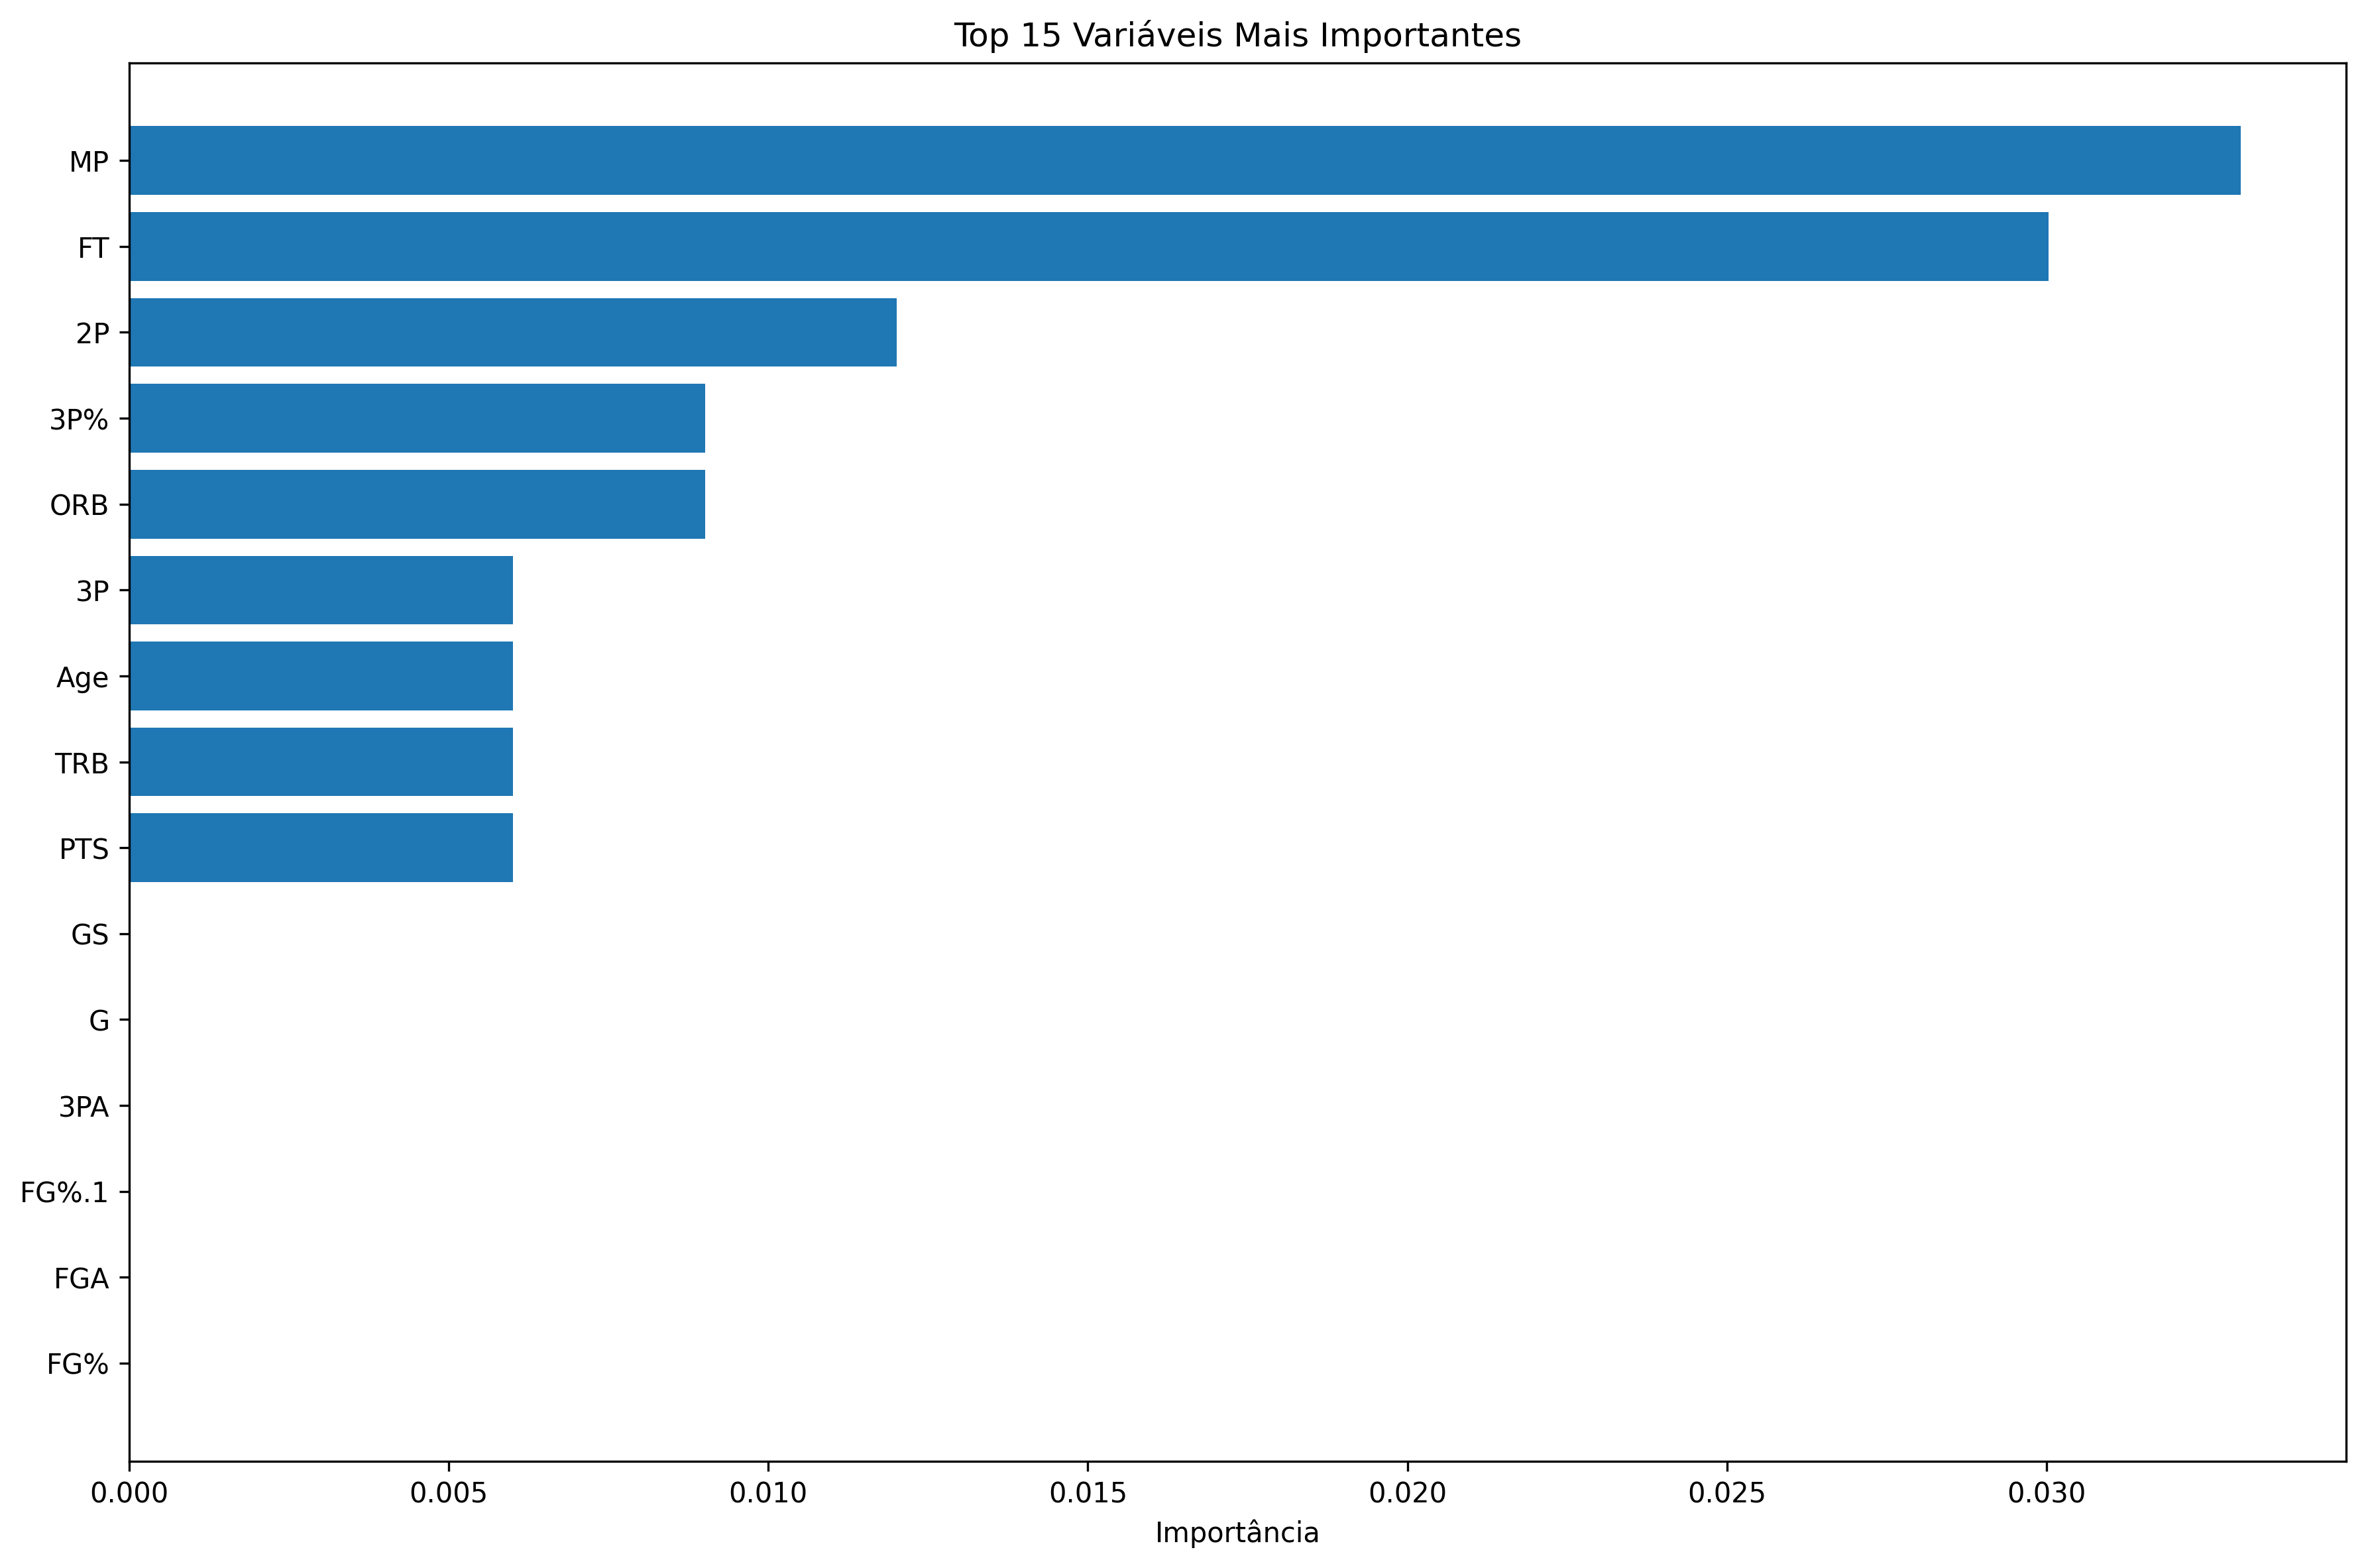 Top 15 Variáveis Mais Importantes
MP
FT
2P
3P%
ORB
3P
Age
TRB
PTS
GS
G
3PA
FG%.1
FGA
FG%
0.000 0.005 0.010 0.015 0.020 0.025 0.030
Importância